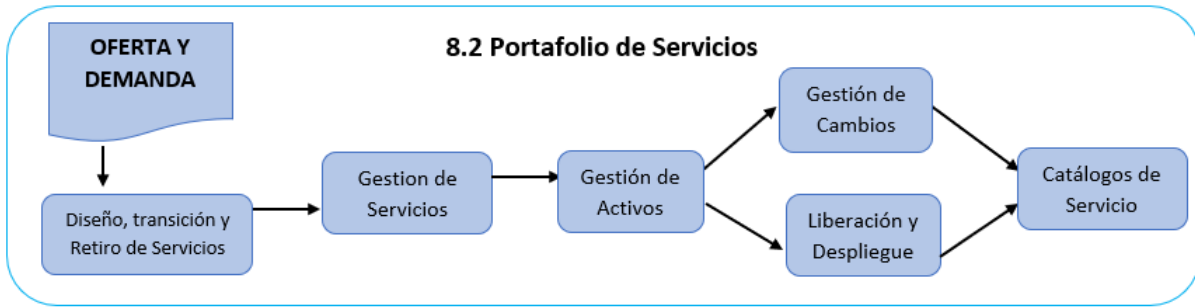 OFERTA Y
DEMANDA
8.2 Portafolio de Servicios
Diseño, transición y
Retiro de Servicios
Gestion de
Servicios
Gestión de
Activos
Gestión de
Cambios
Liberación y
Despliegue
Catálogos de
Servicio